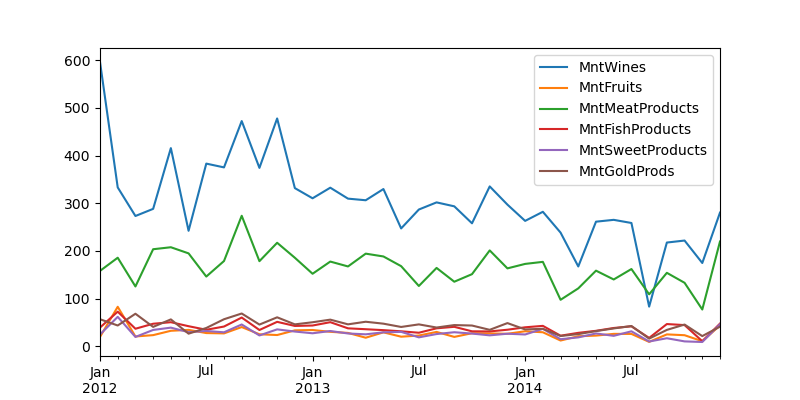 600
500
400
300
200
100
0
MntWines
MntFruits
MntMeatProducts
MntFishProducts
MntSweetProducts
MntGoldProds
Jan Jul Jan Jul Jan Jul
2012 2013 2014